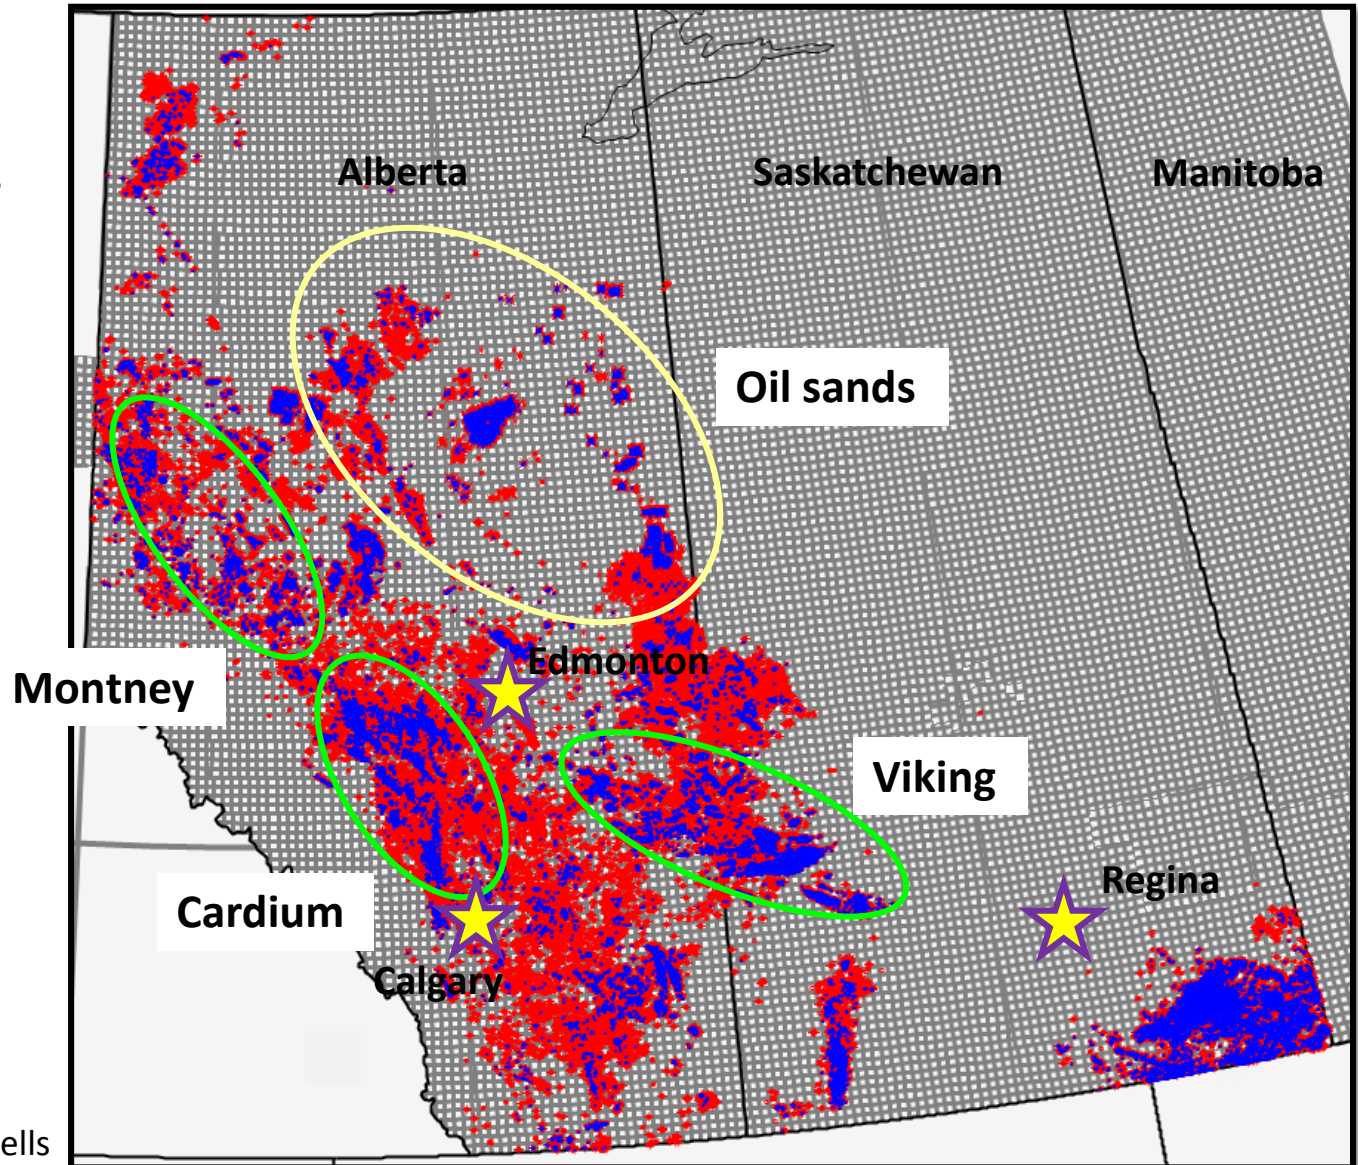 Alberta
Saskatchewan
Manitoba
Oil sands
Edmonton
Montney
Viking
Regina
Cardium
Calgary
ells